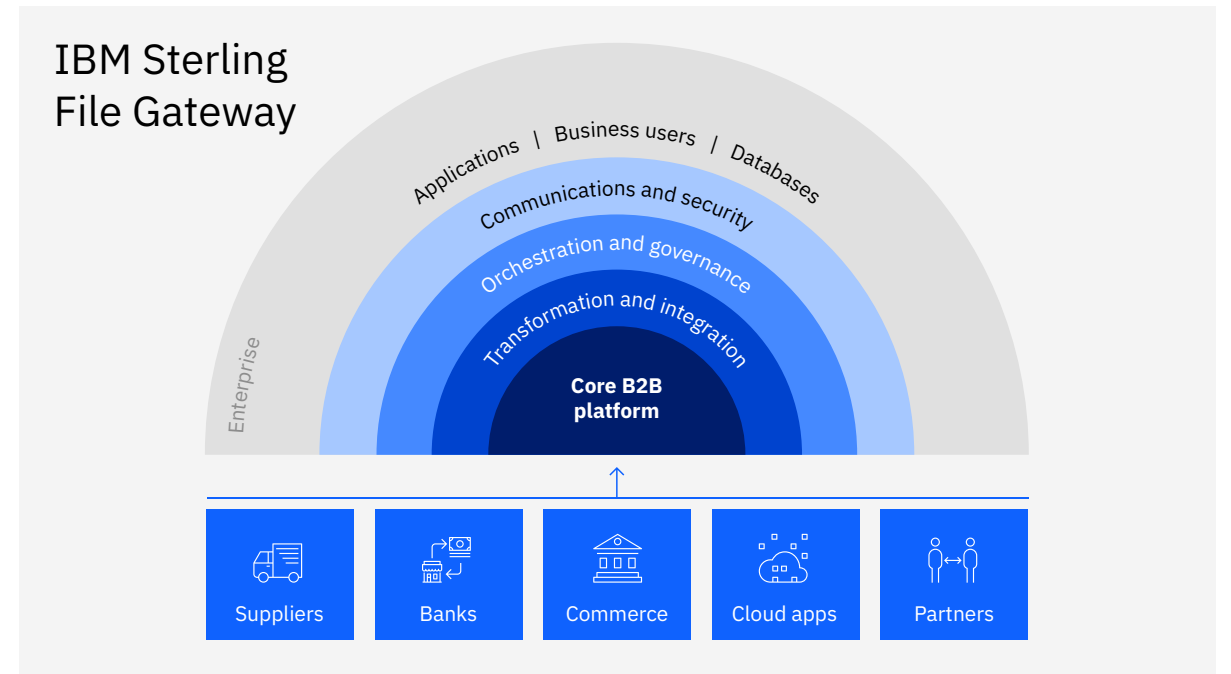 IBM Sterling
File Gateway
Applications | Business users | Databases
Communications and security
Orchestration and governance
Transformation and integration
Core B2B
platform
Enterprise
Suppliers
Banks
Commerce
Cloud apps
Partners